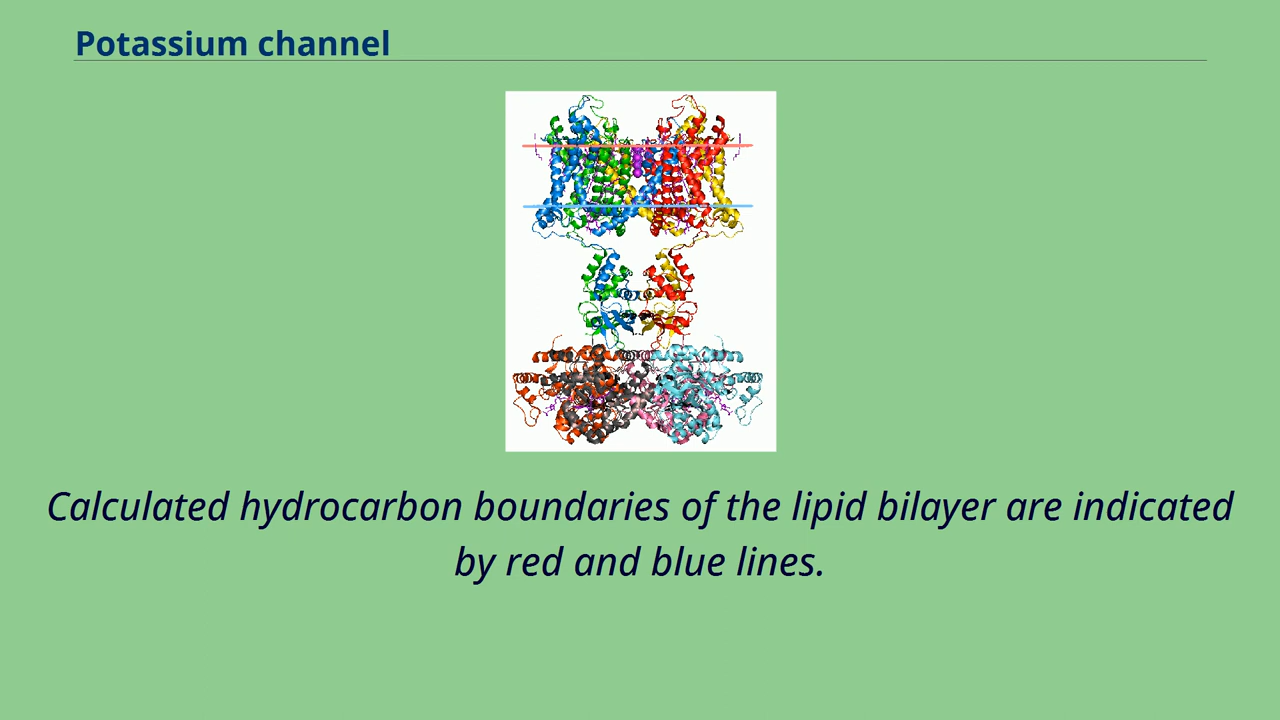 Potassium channel
Calculated hydrocarbon boundaries of the lipid bilayer are indicated
by red and blue lines.